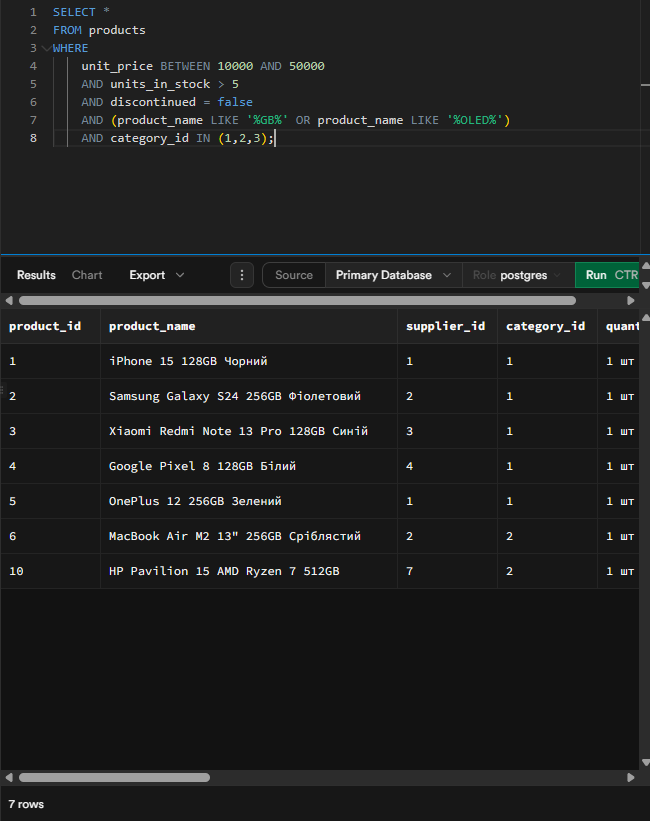 1 SELECT *
2 FROM products
3 WHERE
4 unit_price BETWEEN 10000 AND 50000
5 AND units_in_stock > 5
6 AND discontinued = false
7 AND (product_name LIKE '%GB%' OR product_name LIKE '%OLED%')
8 AND category_id IN (1,2,3);
Results Chart Export Source Primary Database Role postgres Run CTR
product_id product_name supplier_id category_id quant
1 iPhone 15 128GB Чорний 1 1 1 шт
2 Samsung Galaxy S24 256GB Фіолетовий 2 1 1 шт
3 Xiaomi Redmi Note 13 Pro 128GB Синій 3 1 1 шт
4 Google Pixel 8 128GB Білий 4 1 1 шт
5 OnePlus 12 256GB Зелений 1 1 1 шт
6 MacBook Air M2 13" 256GB Сріблястий 2 2 1 шт
10 HP Pavilion 15 AMD Ryzen 7 512GB 7 2 1 шт
7 rows